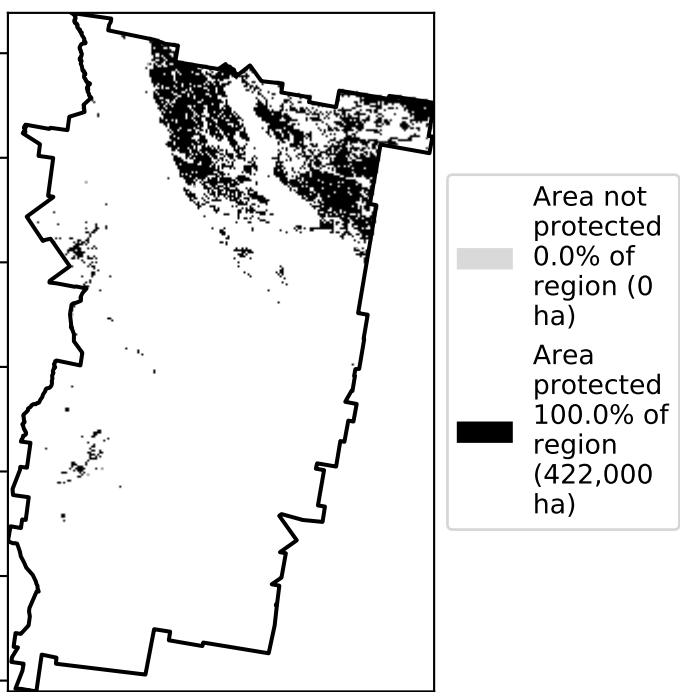 Area not
protected
0.0% of
region (0
ha)
Area
protected
100.0% of
region
(422,000
ha)